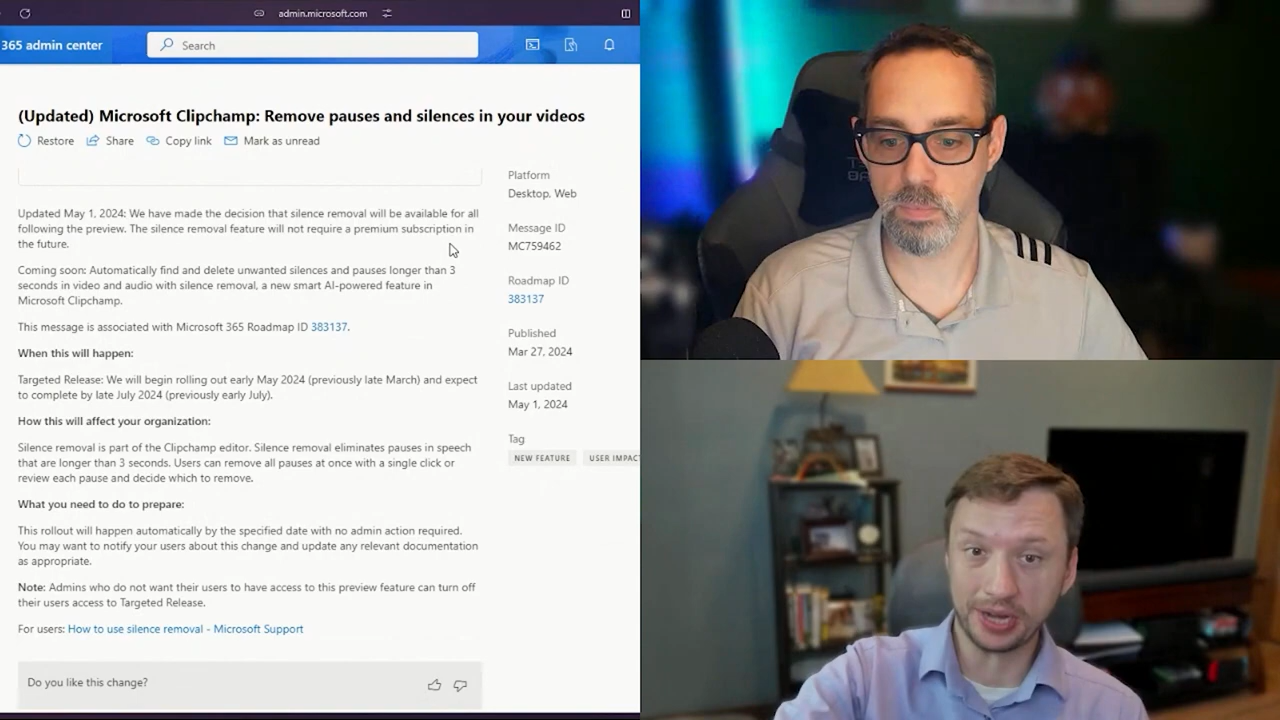 admin.microsoft.com
365 admin center
Search
(Updated) Microsoft Clipchamp: Remove pauses and silences in your videos
Restore Share Copy link Mark as unread
Updated May 1, 2024: We have made the decision that silence removal will be available for all
following the preview. The silence removal feature will not require a premium subscription in
the future.
Coming soon: Automatically find and delete unwanted silences and pauses longer than 3
seconds in video and audio with silence removal, a new smart AI-powered feature in
Microsoft Clipchamp.
This message is associated with Microsoft 365 Roadmap ID 383137.
When this will happen:
Targeted Release: We will begin rolling out early May 2024 (previously late March) and expect
to complete by late July 2024 (previously early July).
How this will affect your organization:
Silence removal is part of the Clipchamp editor. Silence removal eliminates pauses in speech
that are longer than 3 seconds. Users can remove all pauses at once with a single click or
review each pause and decide which to remove.
What you need to do to prepare:
This rollout will happen automatically by the specified date with no admin action required.
You may want to notify your users about this change and update any relevant documentation
as appropriate.
Note: Admins who do not want their users to have access to this preview feature can turn off
their users access to Targeted Release.
For users: How to use silence removal - Microsoft Support
Do you like this change?
Platform
Desktop, Web
Message ID
MC759462
Roadmap ID
383137
Published
Mar 27, 2024
Last updated
May 1, 2024
Tag
NEW FEATURE USER IMPACT